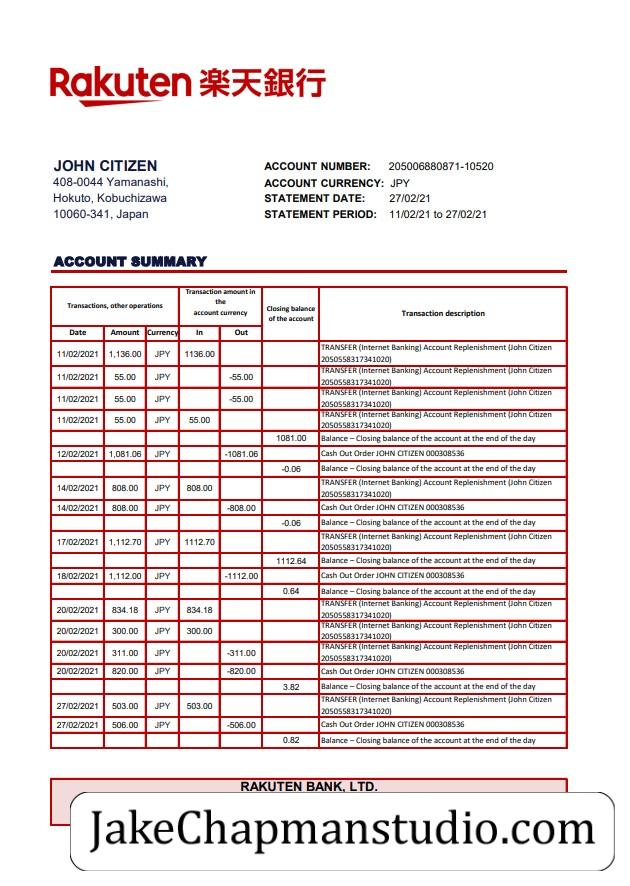 Rakuten 楽天銀行
JOHN CITIZEN
408-0044 Yamanashi,
Hokuto, Kobuchizawa
10060-341, Japan
ACCOUNT NUMBER: 205006880871-10520
ACCOUNT CURRENCY: JPY
STATEMENT DATE: 27/02/21
STATEMENT PERIOD: 11/02/21 to 27/02/21
ACCOUNT SUMMARY
Transactions, other operations
Transaction amount in
the
account currency
Closing balance
of the account
Transaction description
Date Amount Currency In Out
11/02/2021 1,136.00 JPY 1136.00 TRANSFER (Internet Banking) Account Replenishment (John Citizen
2050558317341020)
11/02/2021 55.00 JPY -55.00 TRANSFER (Internet Banking) Account Replenishment (John Citizen
2050558317341020)
11/02/2021 55.00 JPY -55.00 TRANSFER (Internet Banking) Account Replenishment (John Citizen
2050558317341020)
11/02/2021 55.00 JPY 55.00 TRANSFER (Internet Banking) Account Replenishment (John Citizen
2050558317341020)
1081.00 Balance – Closing balance of the account at the end of the day
12/02/2021 1,081.06 JPY -1081.06 Cash Out Order JOHN CITIZEN 000308536
-0.06 Balance – Closing balance of the account at the end of the day
14/02/2021 808.00 JPY 808.00 TRANSFER (Internet Banking) Account Replenishment (John Citizen
2050558317341020)
14/02/2021 808.00 JPY -808.00 Cash Out Order JOHN CITIZEN 000308536
-0.06 Balance – Closing balance of the account at the end of the day
17/02/2021 1,112.70 JPY 1112.70 TRANSFER (Internet Banking) Account Replenishment (John Citizen
2050558317341020)
1112.64 Balance – Closing balance of the account at the end of the day
18/02/2021 1,112.00 JPY -1112.00 Cash Out Order JOHN CITIZEN 000308536
0.64 Balance – Closing balance of the account at the end of the day
20/02/2021 834.18 JPY 834.18 TRANSFER (Internet Banking) Account Replenishment (John Citizen
2050558317341020)
20/02/2021 300.00 JPY 300.00 TRANSFER (Internet Banking) Account Replenishment (John Citizen
2050558317341020)
20/02/2021 311.00 JPY -311.00 TRANSFER (Internet Banking) Account Replenishment (John Citizen
2050558317341020)
20/02/2021 820.00 JPY -820.00 Cash Out Order JOHN CITIZEN 000308536
3.82 Balance – Closing balance of the account at the end of the day
27/02/2021 503.00 JPY 503.00 TRANSFER (Internet Banking) Account Replenishment (John Citizen
2050558317341020)
27/02/2021 506.00 JPY -506.00 Cash Out Order JOHN CITIZEN 000308536
0.82 Balance – Closing balance of the account at the end of the day
RAKUTEN BANK, LTD.
JakeChapmanstudio.com